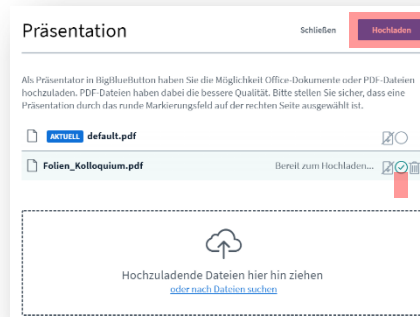 Präsentation
Schließen
Hochladen
Als Präsentator in BigBlueButton haben Sie die Möglichkeit Office-Dokumente oder PDF-Dateien
hochzuladen. PDF-Dateien haben dabei die bessere Qualität. Bitte stellen Sie sicher, dass eine
Präsentation durch das runde Markierungsfeld auf der rechten Seite ausgewählt ist.
AKTUELL default.pdf
Folien_Kolloquium.pdf Bereit zum Hochladen...
Hochzuladende Dateien hier hin ziehen
oder nach Dateien suchen